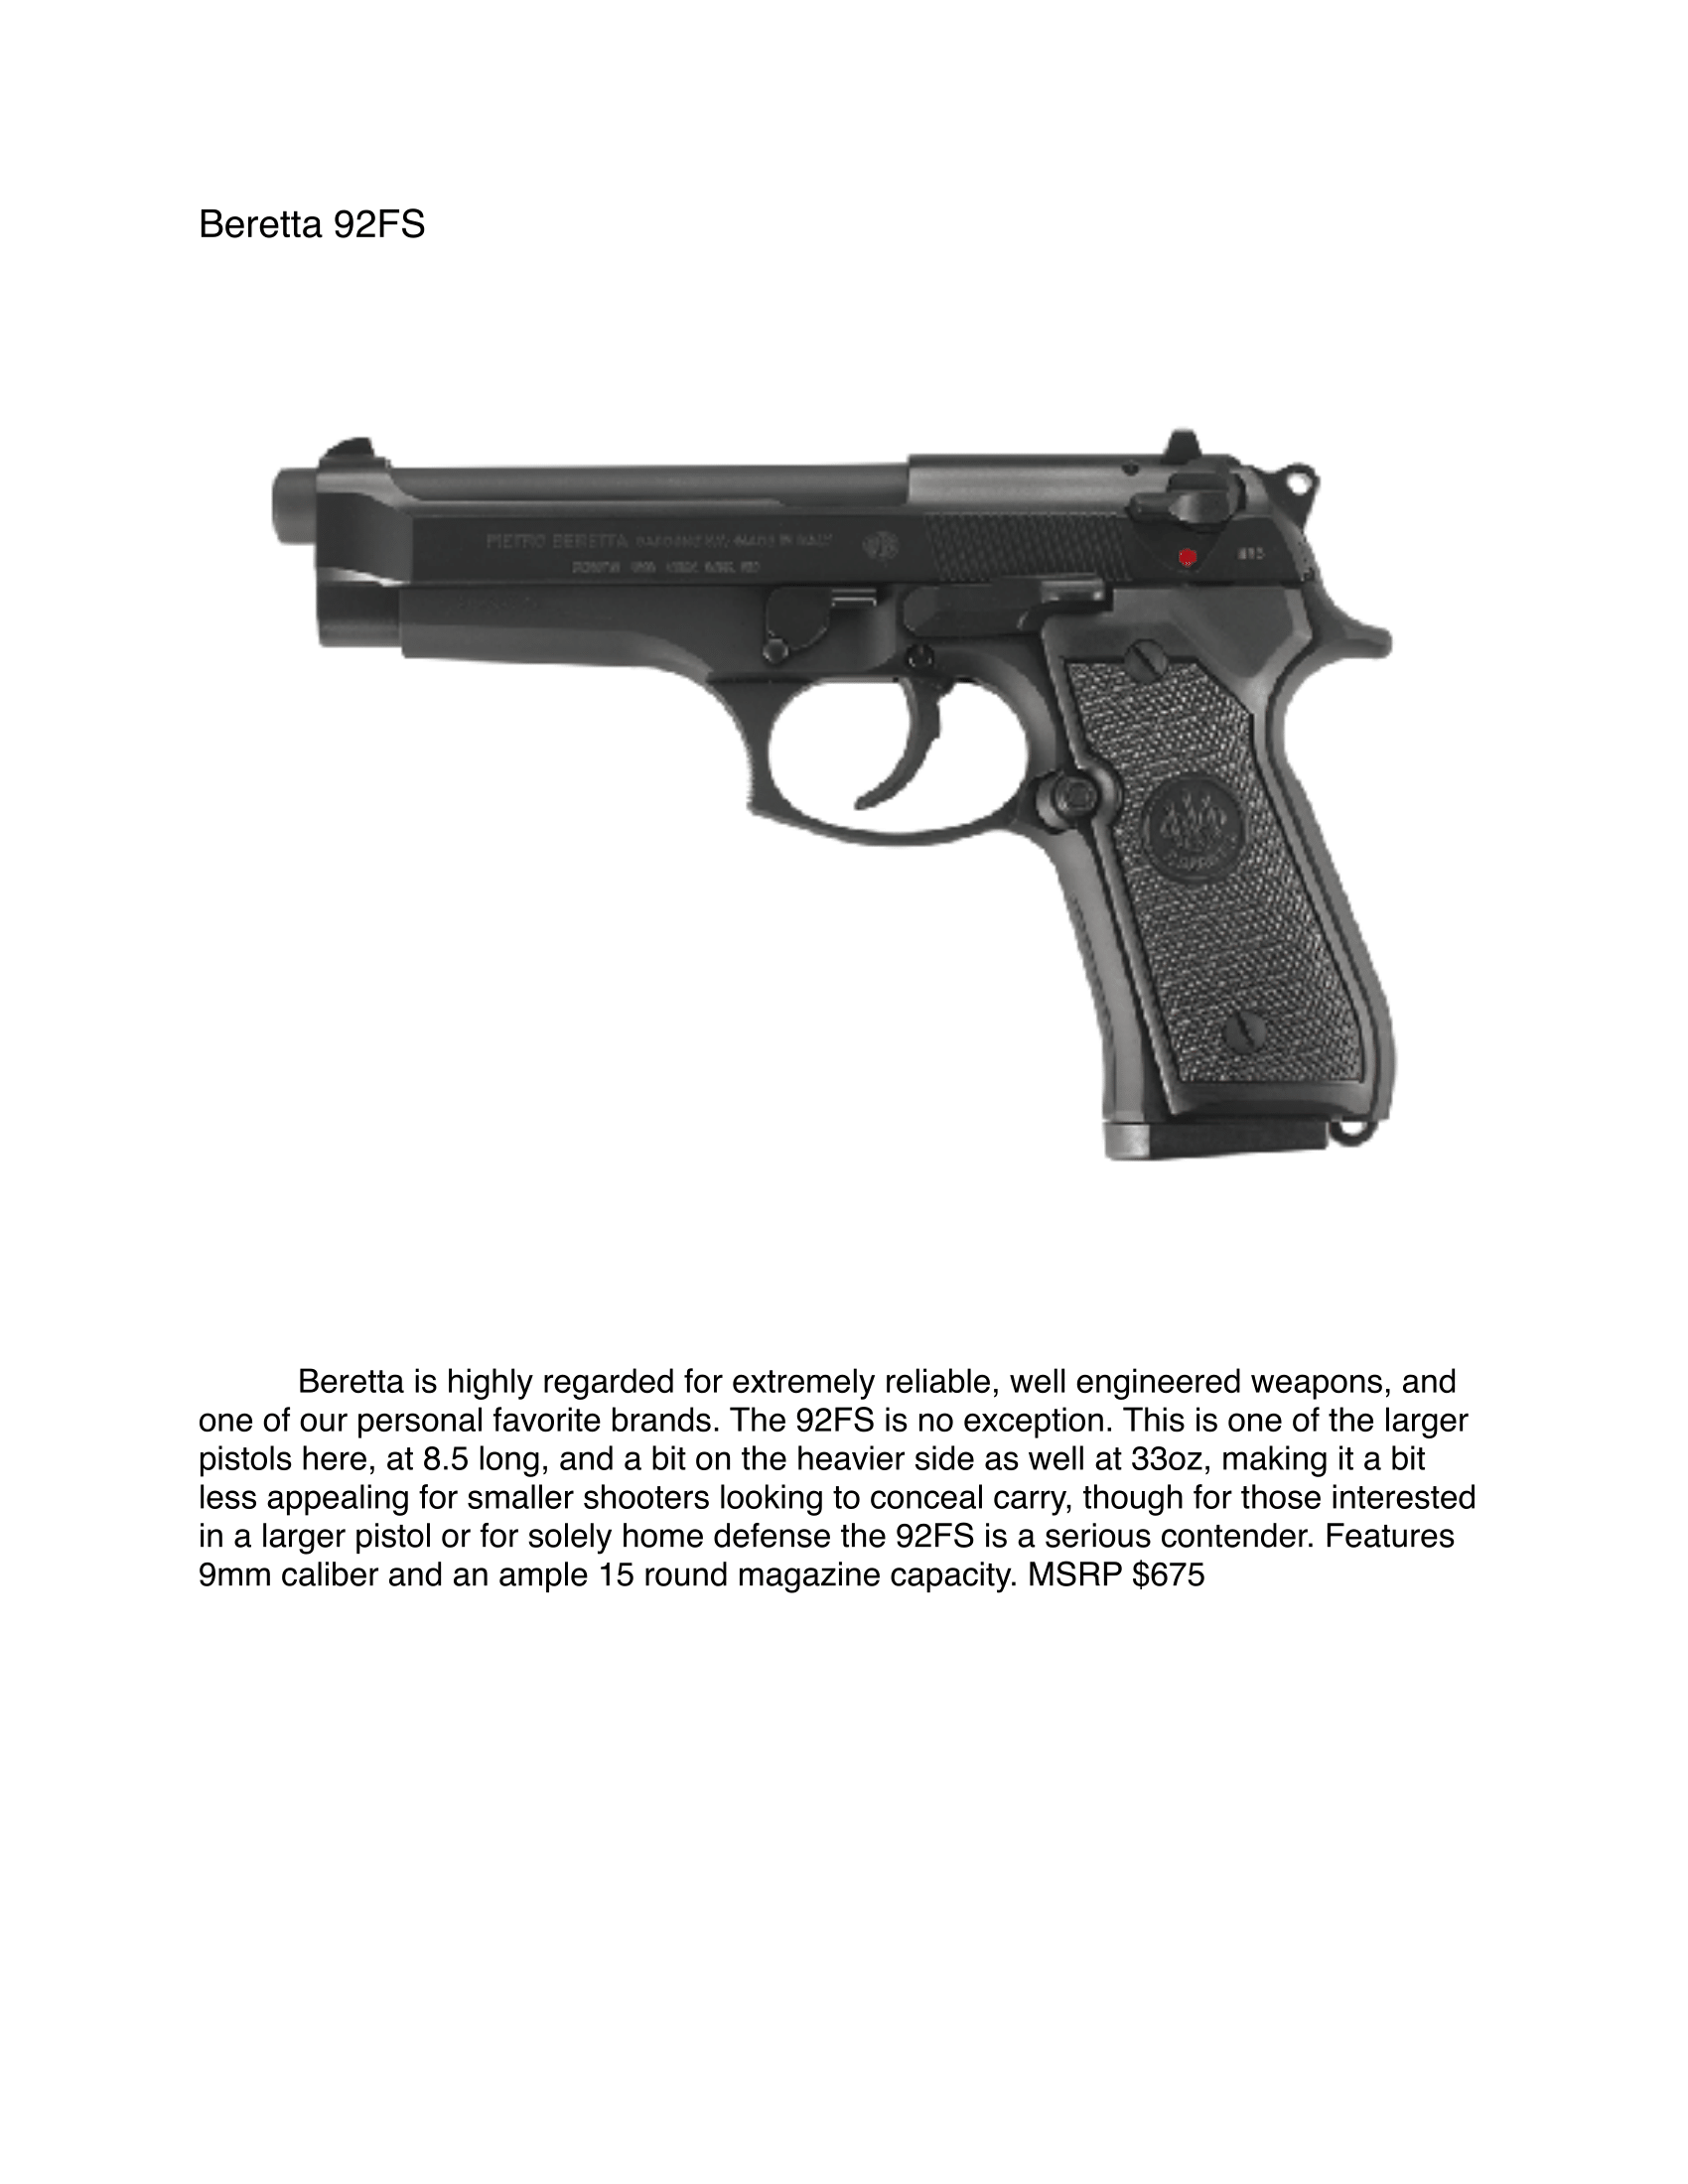 Beretta 92FS
PIETRO BERETTA MADE IN ITALY
Beretta is highly regarded for extremely reliable, well engineered weapons, and
one of our personal favorite brands. The 92FS is no exception. This is one of the larger
pistols here, at 8.5 long, and a bit on the heavier side as well at 33oz, making it a bit
less appealing for smaller shooters looking to conceal carry, though for those interested
in a larger pistol or for solely home defense the 92FS is a serious contender. Features
9mm caliber and an ample 15 round magazine capacity. MSRP $675